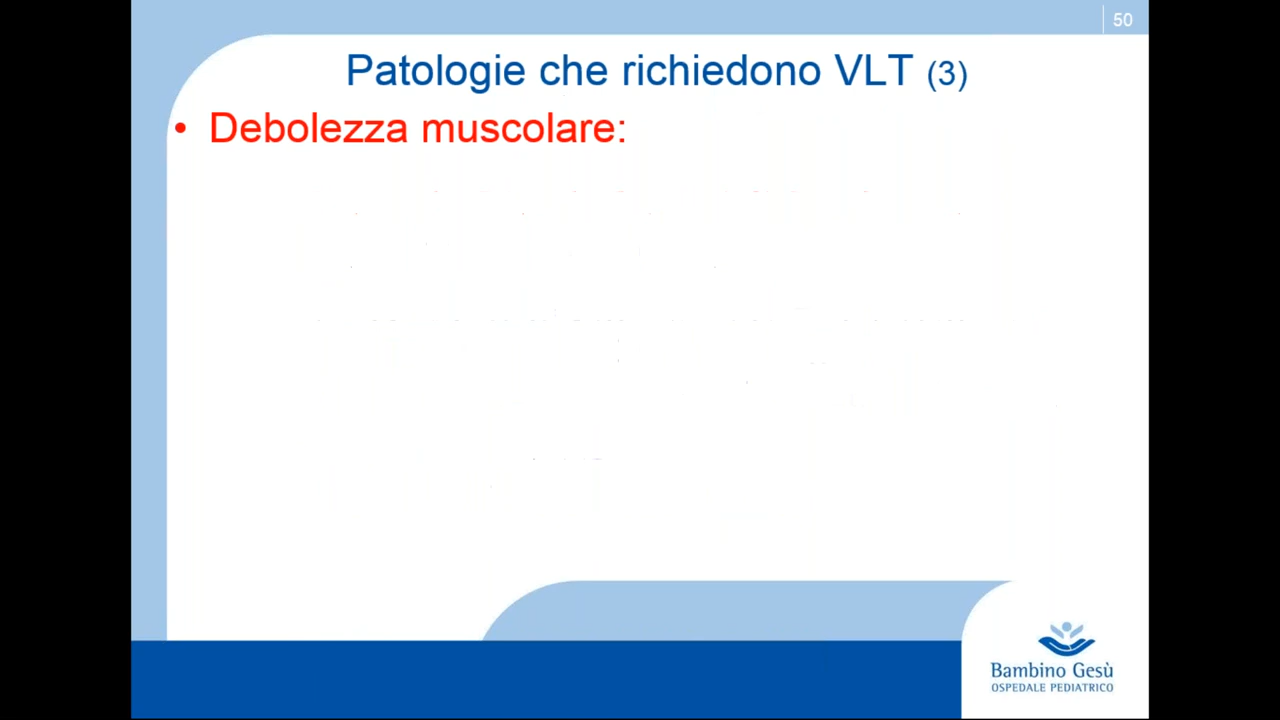 50
Patologie che richiedono VLT (3)
• Debolezza muscolare:
Bambino Gesù
OSPEDALE PEDIATRICO